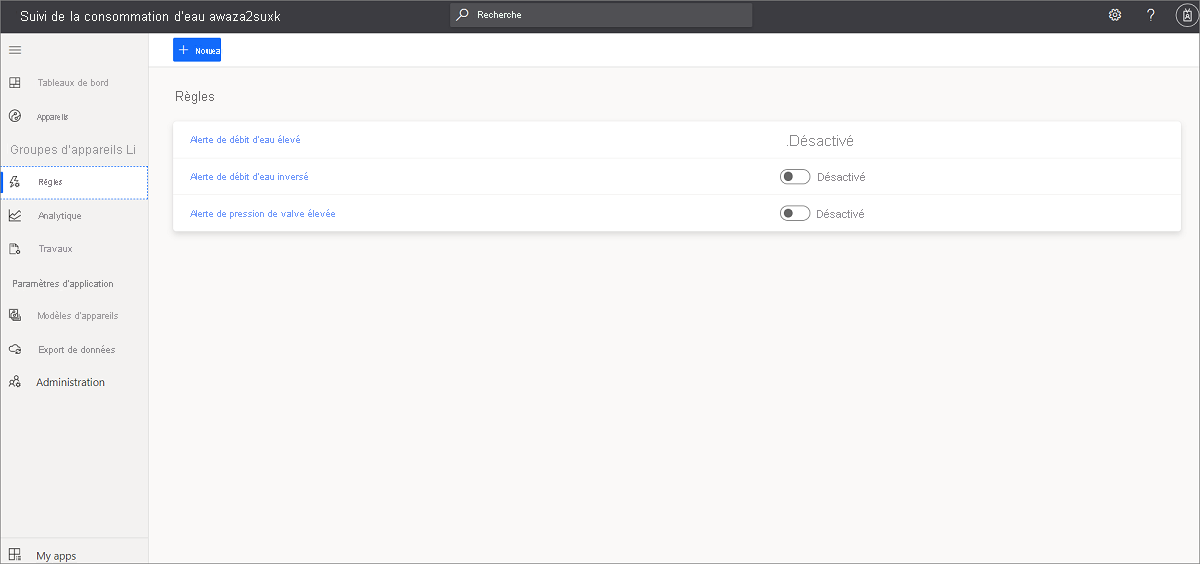 Suivi de la consommation d'eau awaza2suxk
Recherche
?
Nouea
Tableaux de bord
Appareils
Groupes d'appareils Li
Règles
Analytique
Travaux
Paramètres d'application
Modèles d'appareils
Export de données
Administration
My apps
Règles
Alerte de débit d'eau élevé
.Désactivé
Alerte de débit d'eau inversé
Désactivé
Alerte de pression de valve élevée
Désactivé